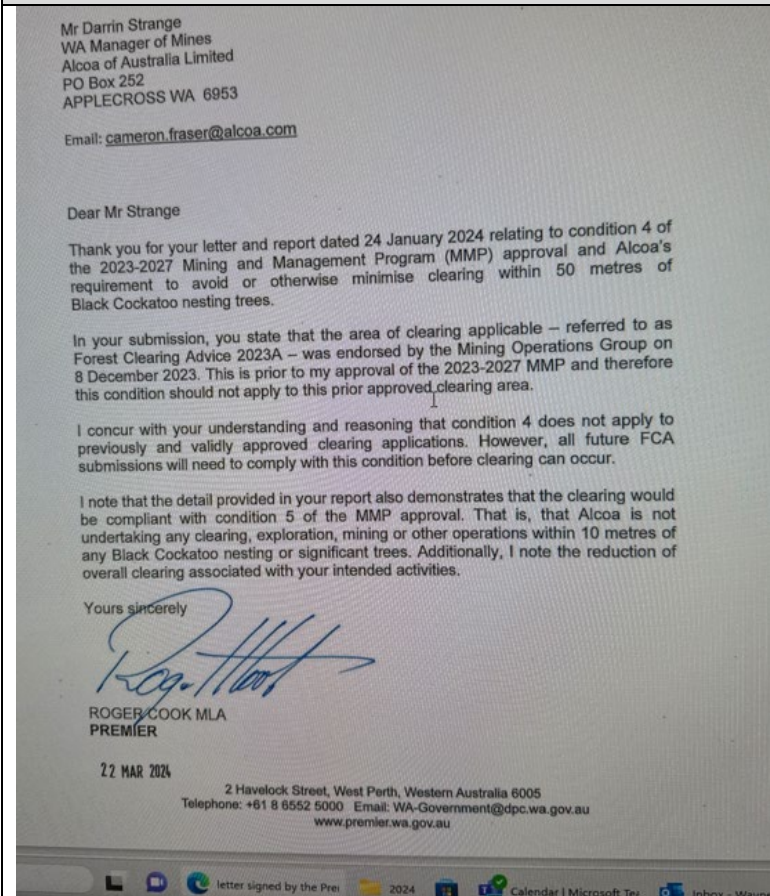 Mr Darrin Strange
WA Manager of Mines
Alcoa of Australia Limited
PO Box 252
APPLECROSS WA 6953
Email: cameron.fraser@alcoa.com
Dear Mr Strange
Thank you for your letter and report dated 24 January 2024 relating to condition 4 of
the 2023-2027 Mining and Management Program (MMP) approval and Alcoa's
requirement to avoid or otherwise minimise clearing within 50 metres of
Black Cockatoo nesting trees.
In your submission, you state that the area of clearing applicable – referred to as
Forest Clearing Advice 2023A – was endorsed by the Mining Operations Group on
8 December 2023. This is prior to my approval of the 2023-2027 MMP and therefore
this condition should not apply to this prior approved clearing area.
I concur with your understanding and reasoning that condition 4 does not apply to
previously and validly approved clearing applications. However, all future FCA
submissions will need to comply with this condition before clearing can occur.
I note that the detail provided in your report also demonstrates that the clearing would
be compliant with condition 5 of the MMP approval. That is, that Alcoa is not
undertaking any clearing, exploration, mining or other operations within 10 metres of
any Black Cockatoo nesting or significant trees. Additionally, I note the reduction of
overall clearing associated with your intended activities.
Yours sincerely
ROGER COOK MLA
PREMIER
22 MAR 2024
2 Havelock Street, West Perth, Western Australia 6005
Telephone: +61 8 6552 5000 Email: WA-Government@dpc.wa.gov.au
www.premier.wa.gov.au
letter signed by the Prei 2024 Calendar | Microsoft Tea Inbox - Wayne